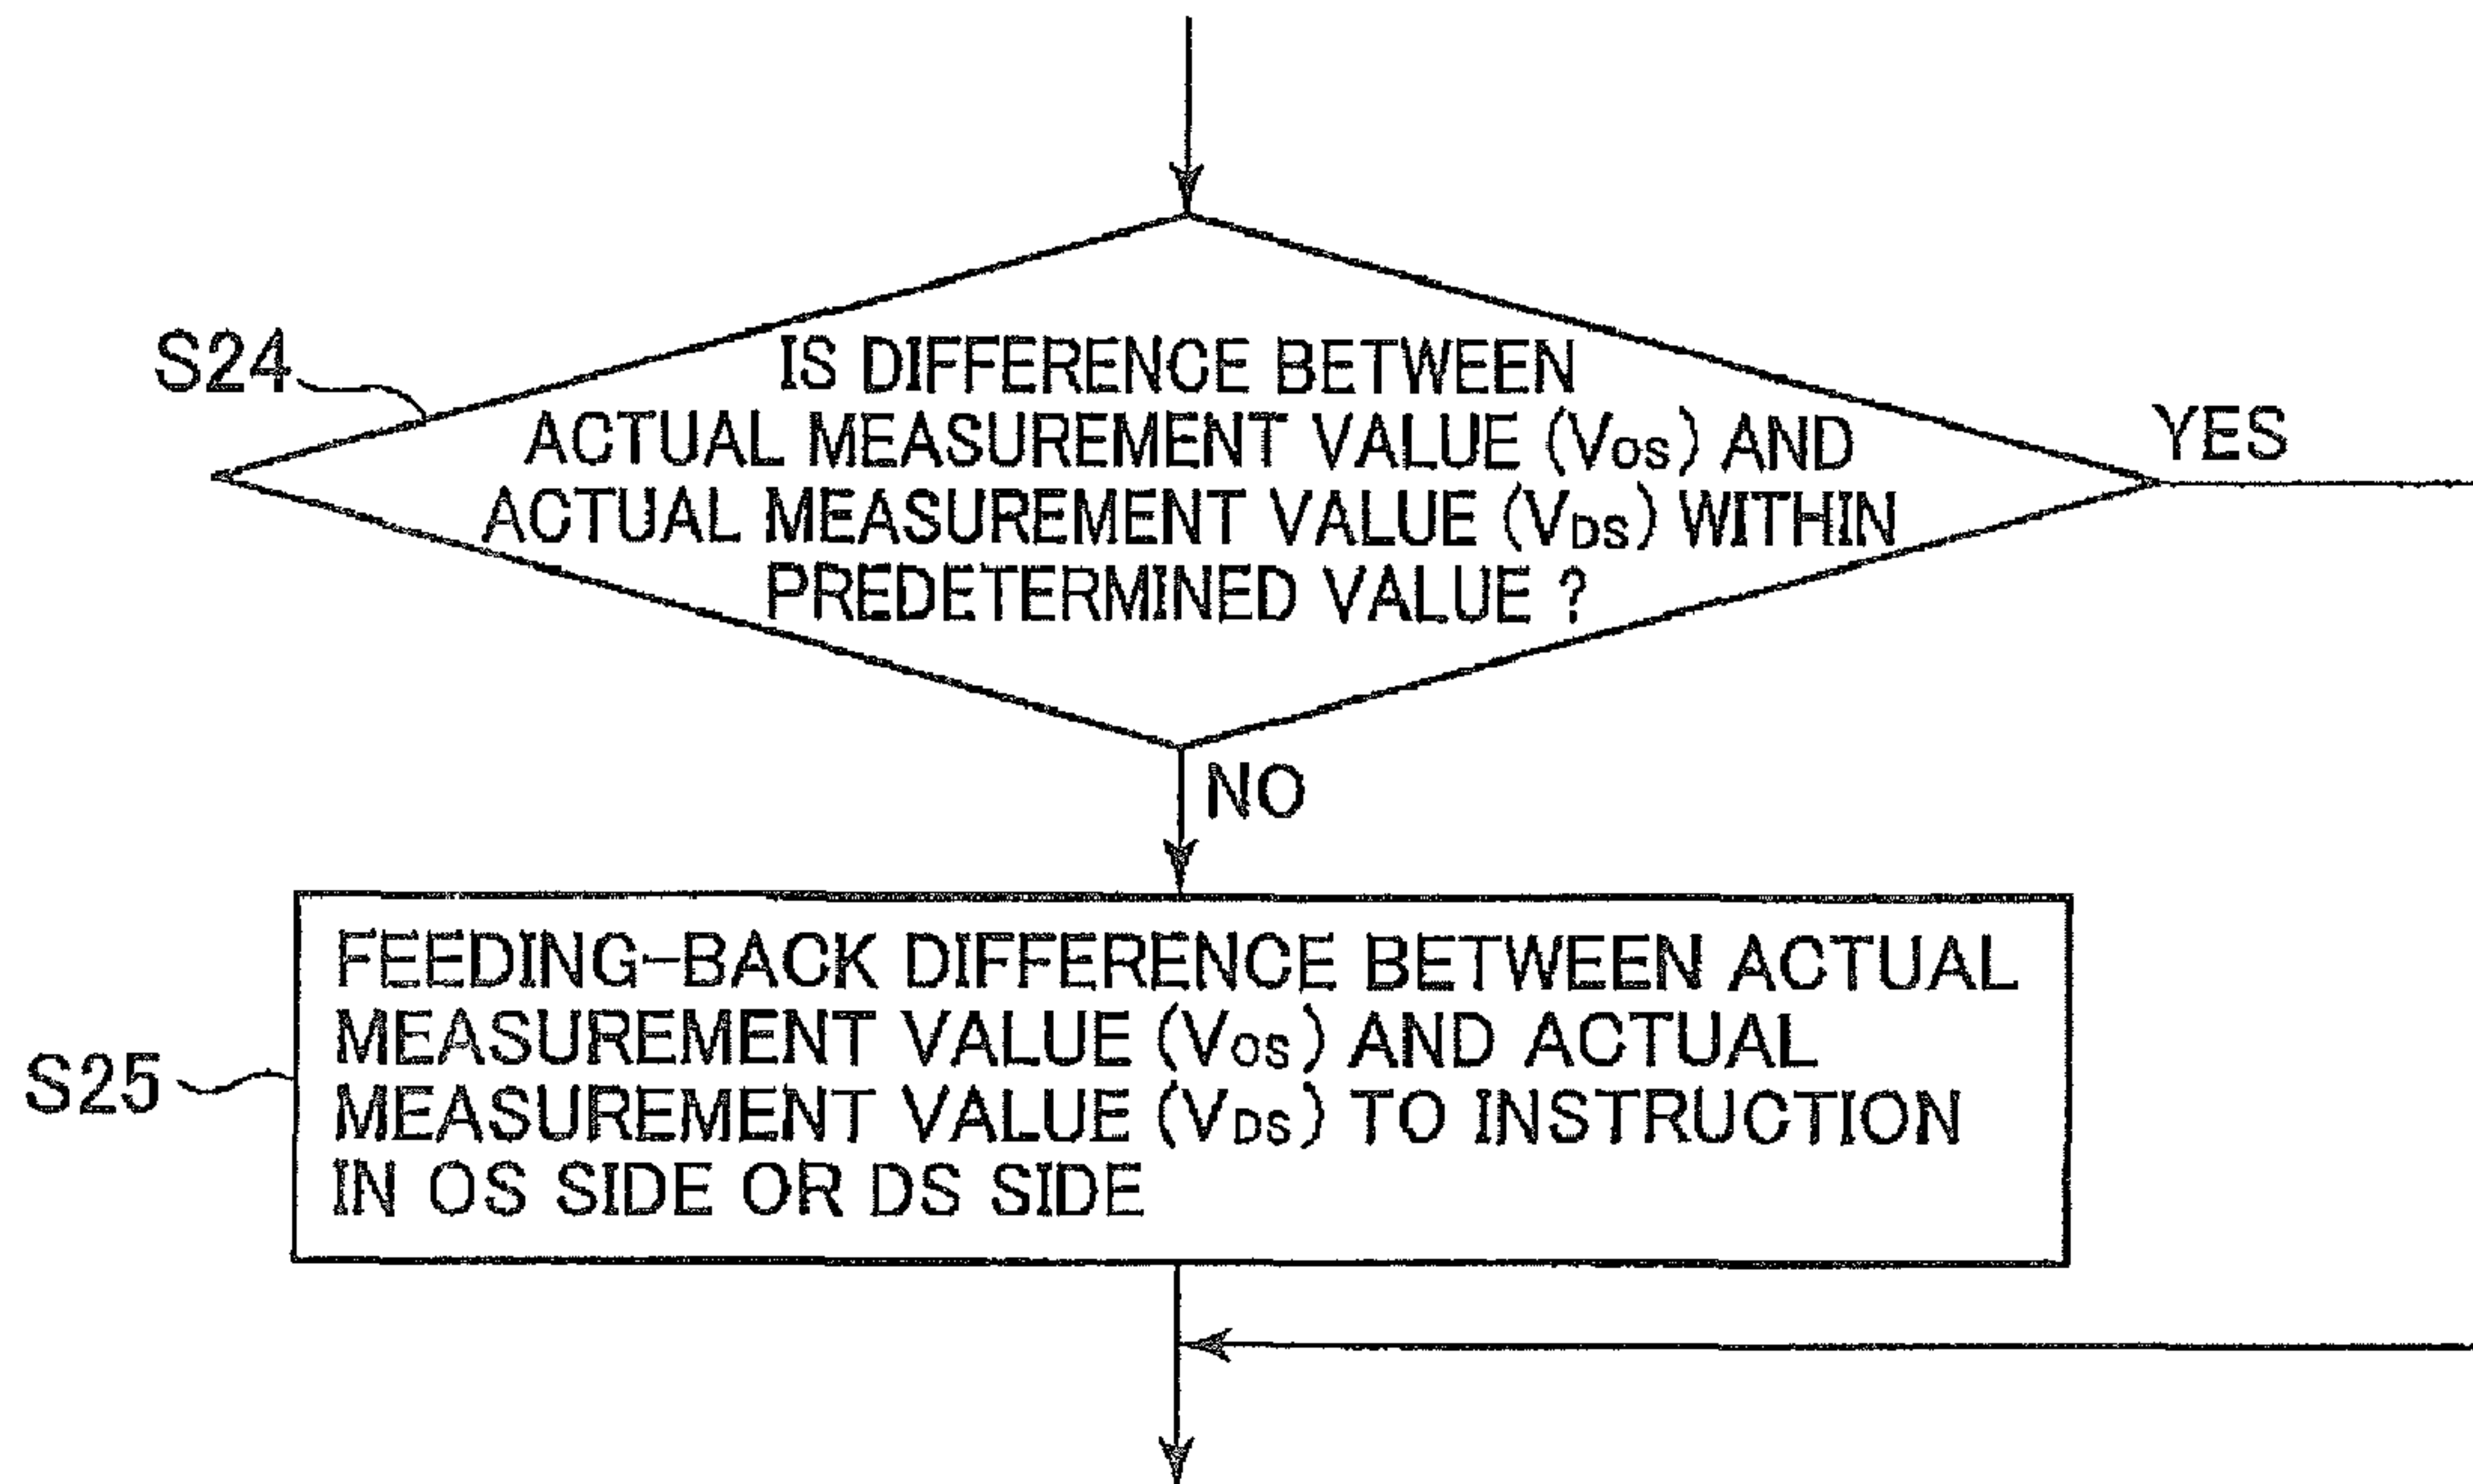 S24
IS DIFFERENCE BETWEEN
ACTUAL MEASUREMENT VALUE (VOS) AND
ACTUAL MEASUREMENT VALUE (VDS) WITHIN
PREDETERMINED VALUE ?
YES
NO
S25
FEEDING-BACK DIFFERENCE BETWEEN ACTUAL
MEASUREMENT VALUE (VOS) AND ACTUAL
MEASUREMENT VALUE (VDS) TO INSTRUCTION
IN OS SIDE OR DS SIDE